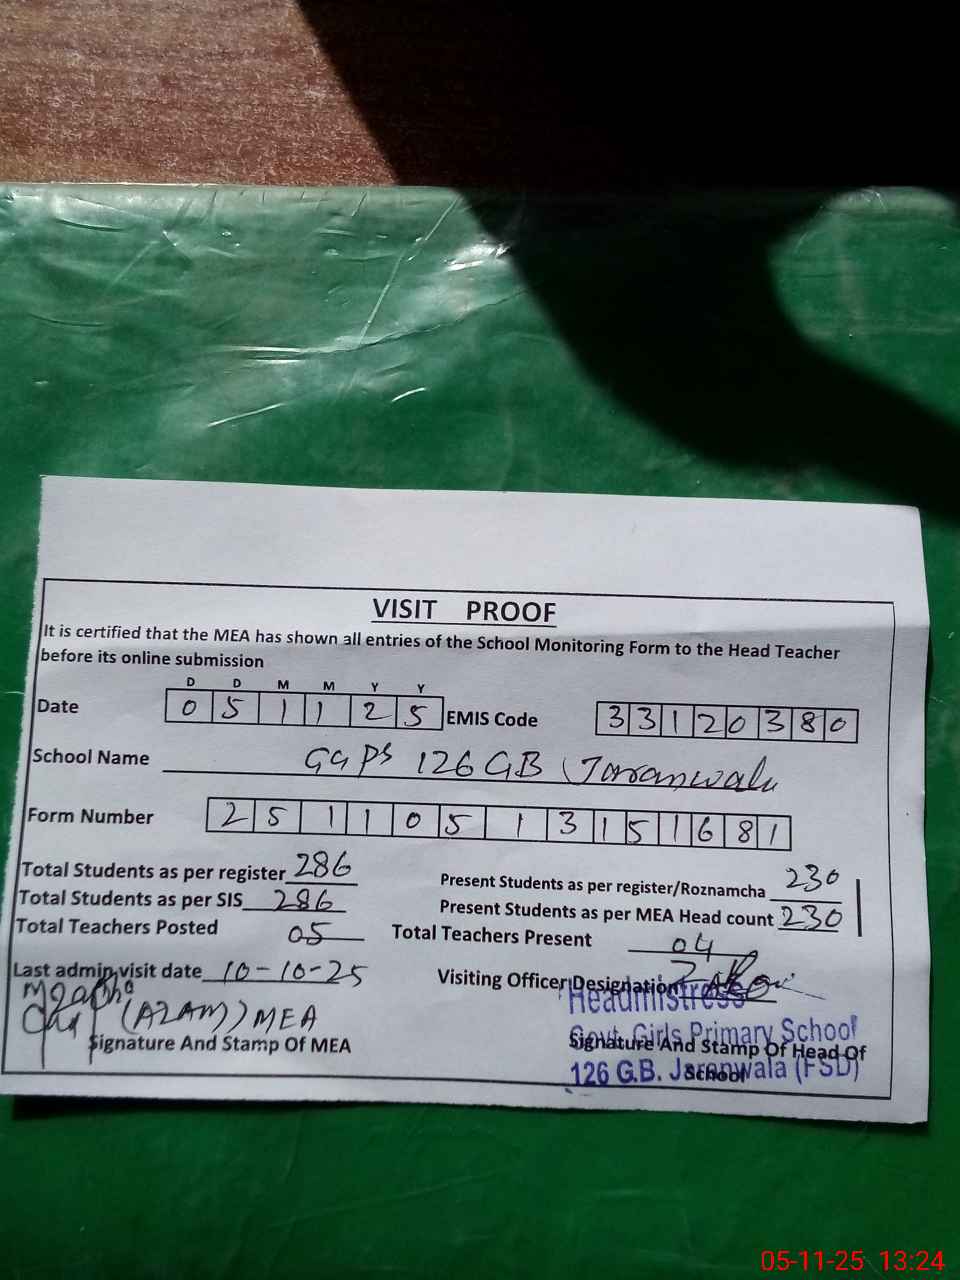 VISIT PROOF
It is certified that the MEA has shown all entries of the School Monitoring Form to the Head Teacher
before its online submission
D D M M Y Y
Date 0 5 1 1 2 5 EMIS Code 3 3 1 2 0 3 8 0
School Name GGPS 126 GB Jaranwala
Form Number 2 5 1 1 0 5 1 3 1 5 1 6 8 1
Total Students as per register 286 Present Students as per register/Roznamcha 230
Total Students as per SIS 286 Present Students as per MEA Head count 230
Total Teachers Posted 05 Total Teachers Present 04
Last admin visit date 10-10-25 Visiting Officer Designation
Headmistress
(AZAM) MEA
Govt. Girls Primary School
Signature And Stamp Of MEA Signature And Stamp Of Head Of
School
126 G.B. Jaranwala (FSD)
05-11-25 13:24